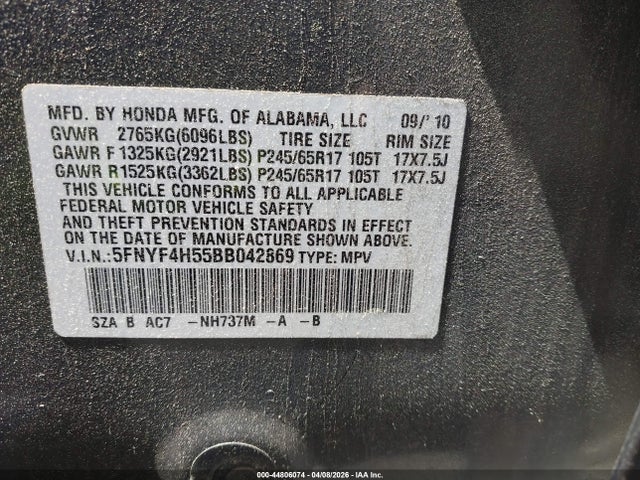 MFD. BY HONDA MFG. OF ALABAMA, LLC 09/'10
GVWR 2765KG(6096LBS) TIRE SIZE RIM SIZE
GAWR F 1325KG(2921LBS) P245/65R17 105T 17X7.5J
GAWR R 1525KG(3362LBS) P245/65R17 105T 17X7.5J
THIS VEHICLE CONFORMS TO ALL APPLICABLE
FEDERAL MOTOR VEHICLE SAFETY
AND THEFT PREVENTION STANDARDS IN EFFECT
ON THE DATE OF MANUFACTURE SHOWN ABOVE.
V.I.N.:5FNYF4H55BB042869 TYPE: MPV
SZA B AC7 -NH737M -A -B
000-44806074 | 04/08/2026 | IAA Inc.